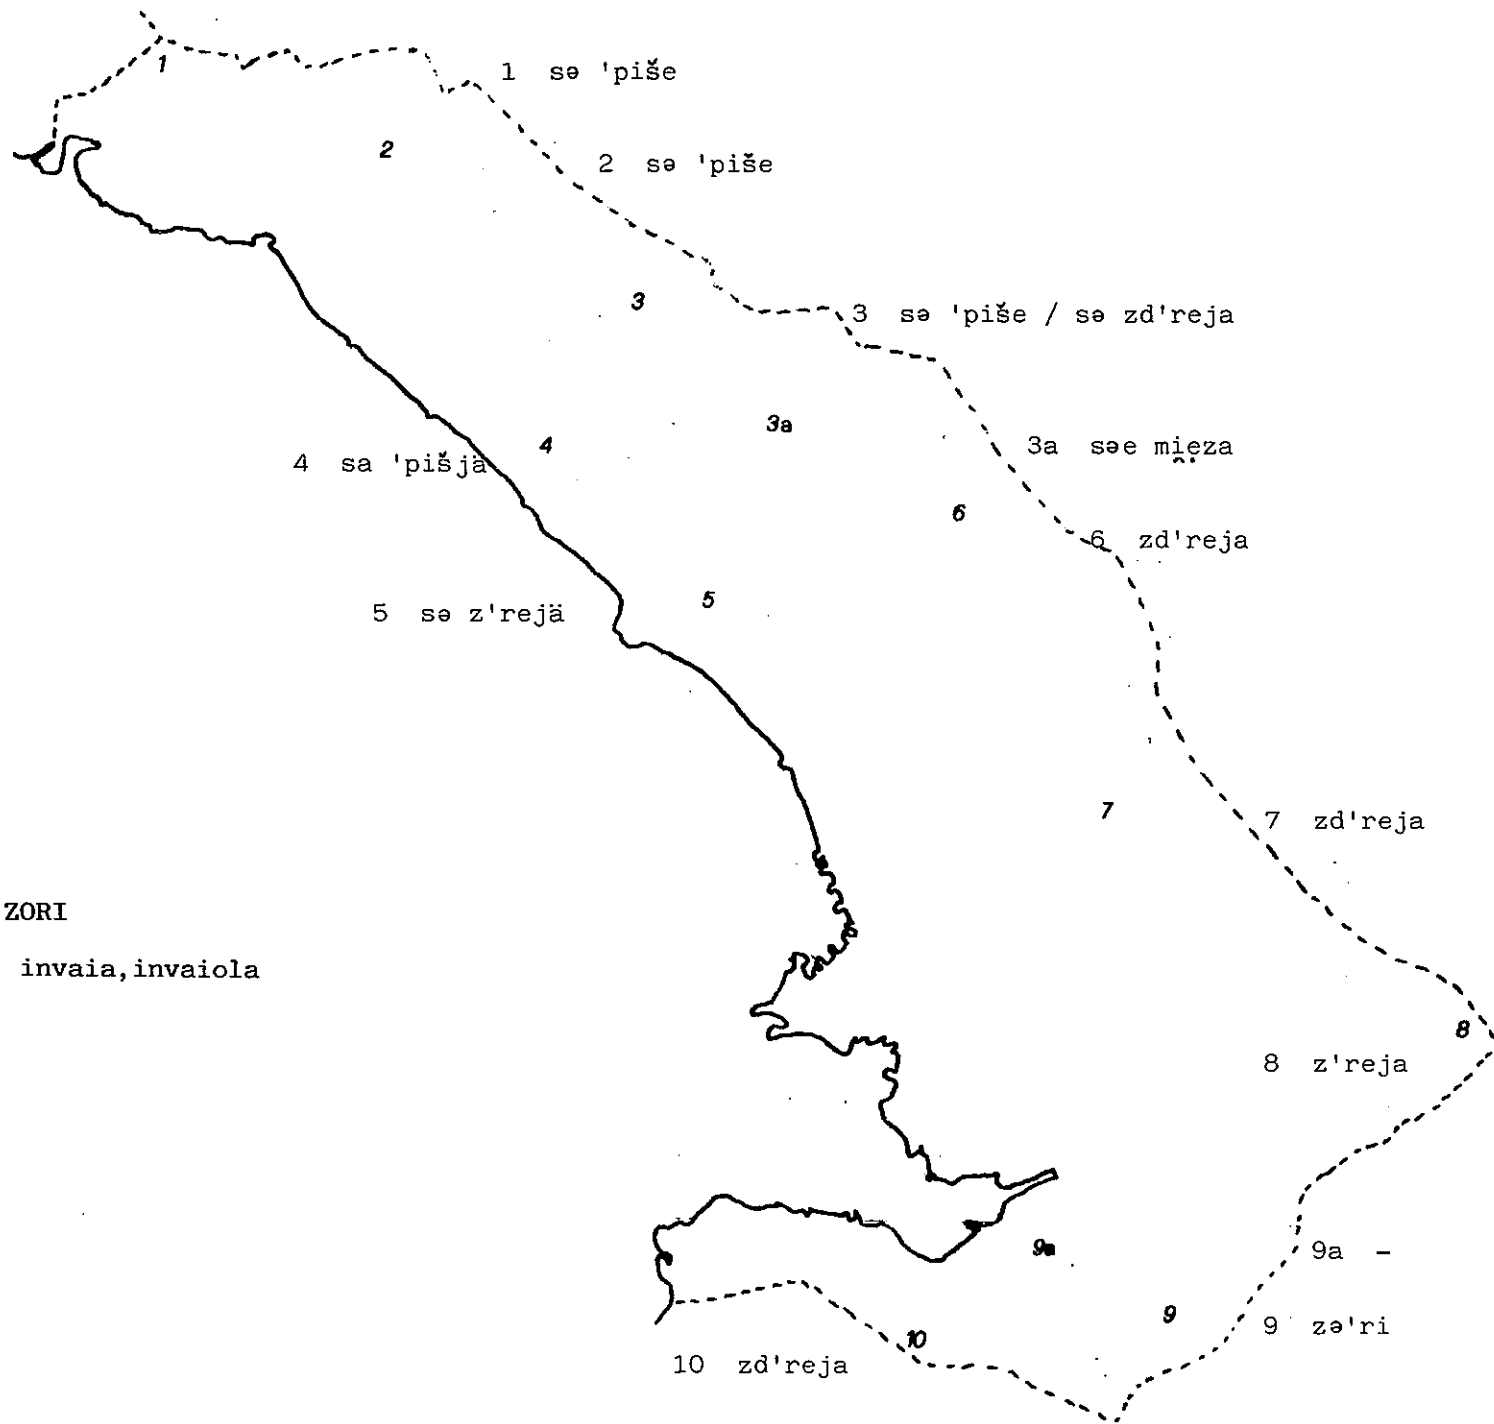 1
1 sə 'piše
2
2 sə 'piše
3
3 sə 'piše / sə zd'reja
3a
3a səe mi̯ẹza
4
4 sa 'pišjä
6
6 zd'reja
5
5 sə z'rejä
7
7 zd'reja
ZORI
invaia, invaiola
8
8 z'reja
9a
9a –
9
9 zə'ri
10
10 zd'reja